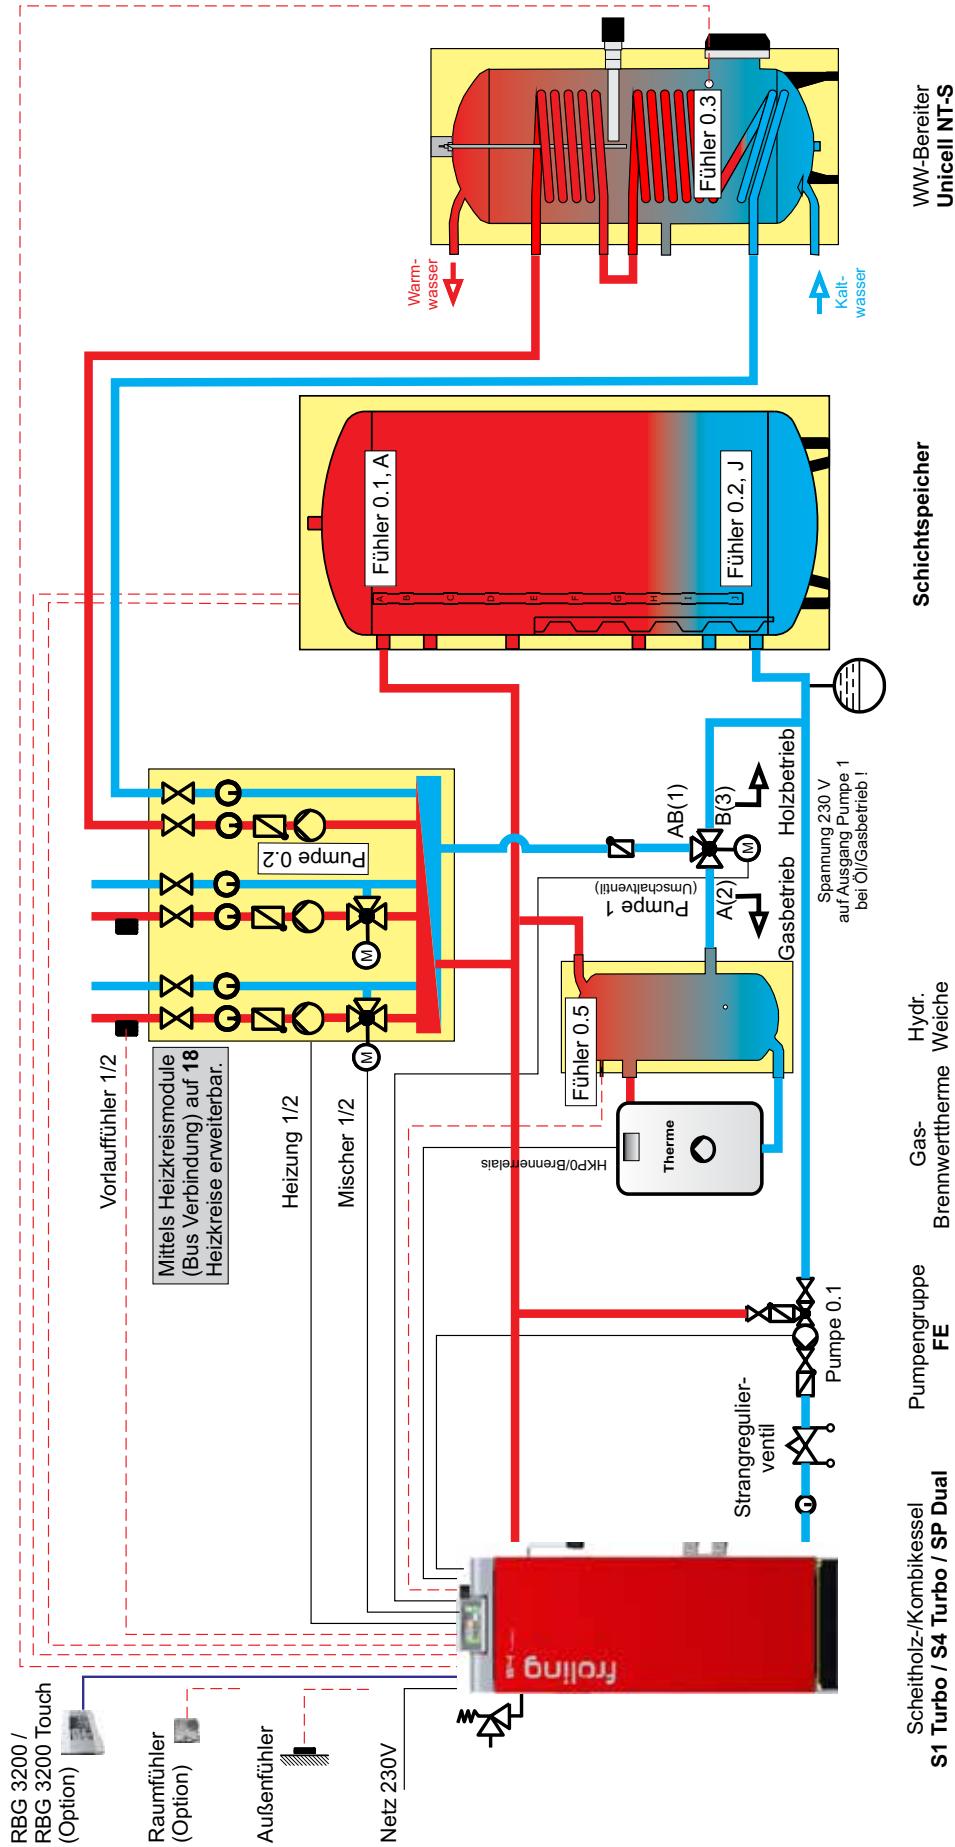 RBG 3200 /
RBG 3200 Touch
(Option)
Raumfühler
(Option)
Außenfühler
Netz 230V
Vorlauffühler 1/2
Mittels Heizkreismodule
(Bus Verbindung) auf 18
Heizkreise erweiterbar.
Heizung 1/2
Mischer 1/2
M
M
Pumpe 0.2
HKP0/Brennerrelais
Therme
Fühler 0.5
Pumpe 1
(Umschaltventil)
AB(1)
B(3)
A(2)
M
Gasbetrieb
Holzbetrieb
Spannung 230 V
auf Ausgang Pumpe 1
bei Öl/Gasbetrieb !
Strangregulier-
ventil
Pumpe 0.1
froling
Fühler 0.1, A
Fühler 0.2, J
A
B
C
D
E
F
G
H
I
J
Warm-
wasser
Kalt-
wasser
Fühler 0.3
Scheitholz-/Kombikessel
S1 Turbo / S4 Turbo / SP Dual
Pumpengruppe
FE
Gas-
Brennwerttherme
Hydr.
Weiche
Schichtspeicher
WW-Bereiter
Unicell NT-S